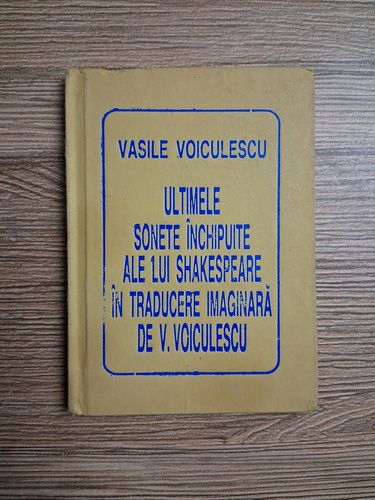 VASILE VOICULESCU
ULTIMELE
SONETE ÎNCHIPUITE
ALE LUI SHAKESPEARE
ÎN TRADUCERE IMAGINARĂ
DE V. VOICULESCU